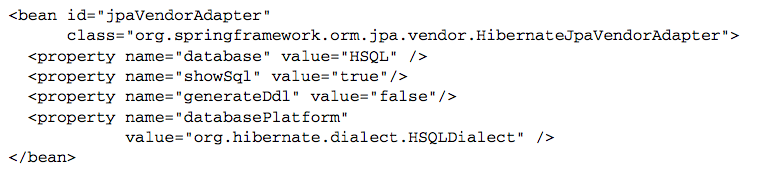 <bean id="jpaVendorAdapter"
class="org.springframework.orm.jpa.vendor.HibernateJpaVendorAdapter">
<property name="database" value="HSQL" />
<property name="showSql" value="true"/>
<property name="generateDdl" value="false"/>
<property name="databasePlatform"
value="org.hibernate.dialect.HSQLDialect" />
</bean>